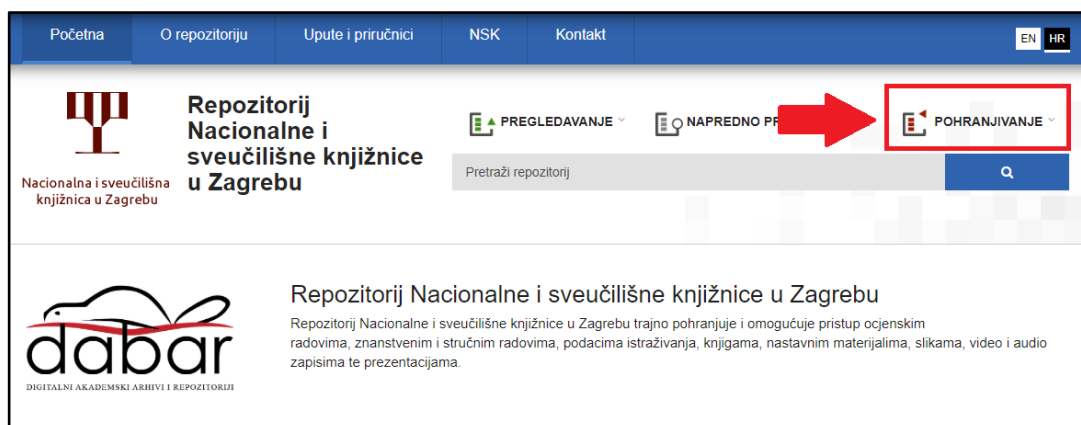 Početna O repozitoriju Upute i priručnici NSK Kontakt EN HR
Repozitorij
Nacionalne i
sveučilišne knjižnice
u Zagrebu
Nacionalna i sveučilišna
knjižnica u Zagrebu
PREGLEDAVANJE NAPREDNO POHRANJIVANJE
Pretraži repozitorij
dabar
DIGITALNI AKADEMSKI ARHIVI I REPOZITORIJI
Repozitorij Nacionalne i sveučilišne knjižnice u Zagrebu
Repozitorij Nacionalne i sveučilišne knjižnice u Zagrebu trajno pohranjuje i omogućuje pristup ocjenskim
radovima, znanstvenim i stručnim radovima, podacima istraživanja, knjigama, nastavnim materijalima, slikama, video i audio
zapisima te prezentacijama.